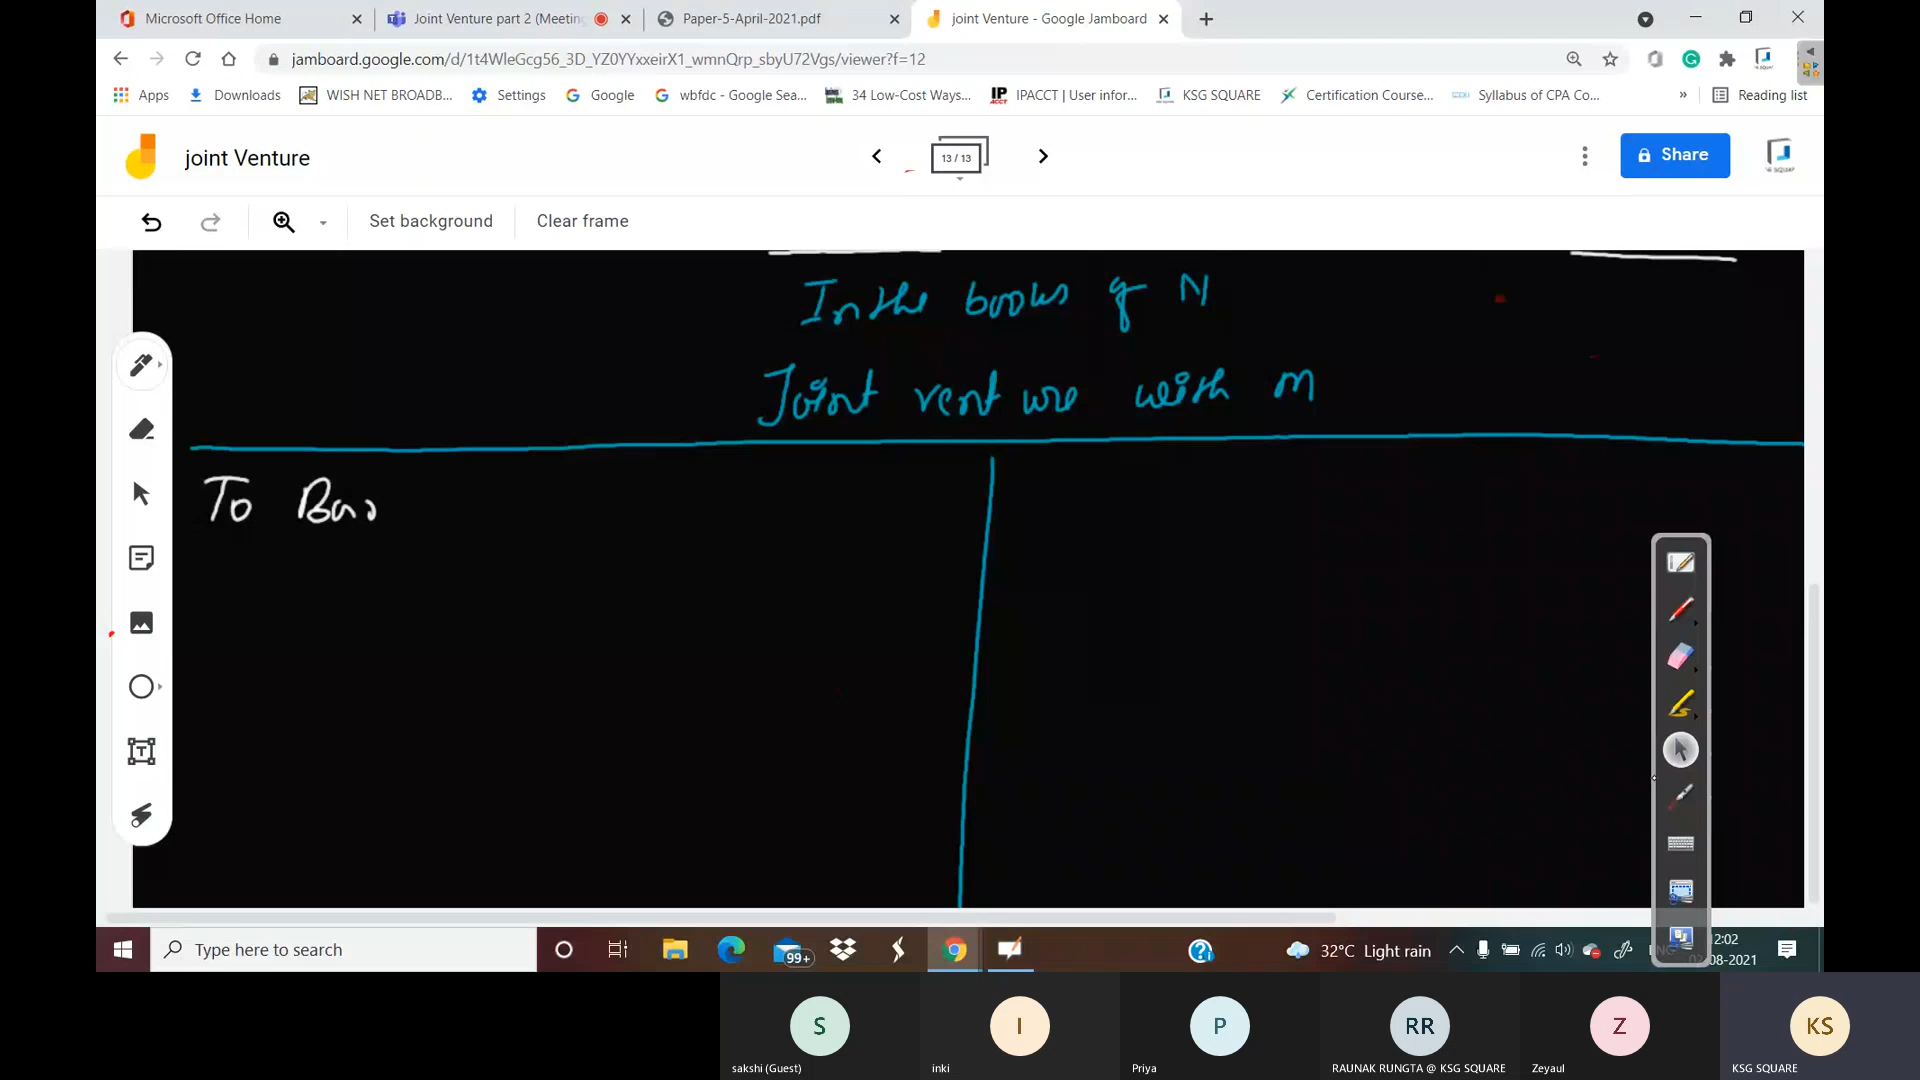 Microsoft Office Home
Joint Venture part 2 (Meetin
Paper-5-April-2021.pdf
joint Venture - Google Jamboard
jamboard.google.com/d/1t4WleGcg56_3D_YZ0YYxxeirX1_wmnQrp_sbyU72Vgs/viewer?f=12
Apps
Downloads
WISH NET BROADB...
Settings
Google
wbfdc - Google Sea...
34 Low-Cost Ways...
IPACCT | User infor...
KSG SQUARE
Certification Course...
Syllabus of CPA Co...
»
Reading list
joint Venture
13 / 13
Share
Set background
Clear frame
In the books of N
Joint venture with M
To Ban
Type here to search
99+
32°C Light rain
12:02
-08-2021
S
I
P
RR
Z
KS
sakshi (Guest)
inki
Priya
RAUNAK RUNGTA @ KSG SQUARE
Zeyaul
KSG SQUARE